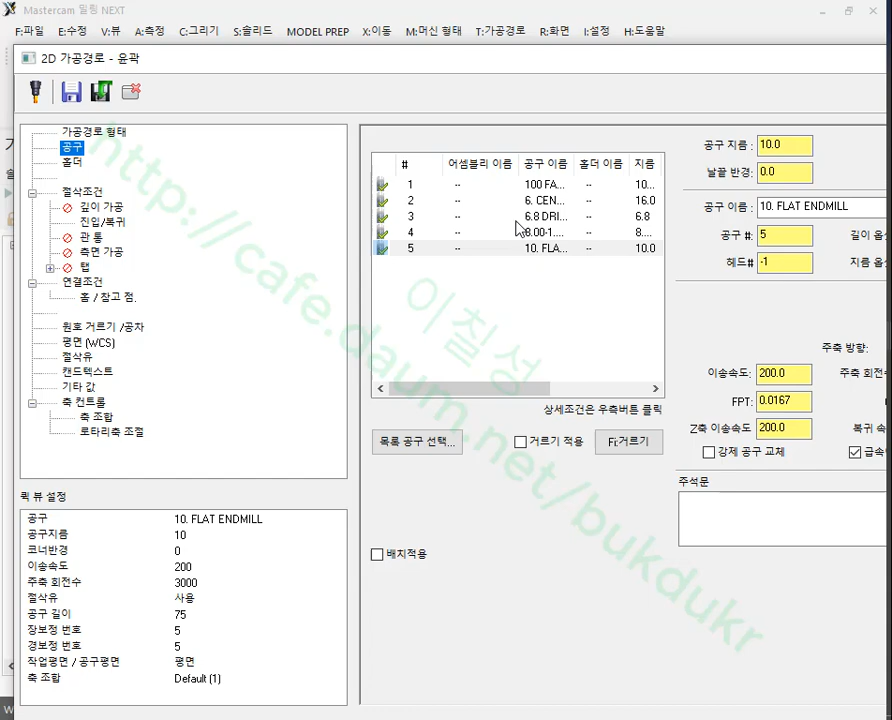 Mastercam 밀링 NEXT
F:파일 E:수정 V:뷰 A:측정 C:그리기 S:솔리드 MODEL PREP X:이동 M:머신 형태 T:가공경로 R:화면 I:설정 H:도움말
2D 가공경로 - 윤곽
가공경로 형태
공구
홀더
절삭조건
깊이 가공
진입/복귀
관 통
측면 가공
탭
연결조건
홈 / 참고 점.
원호 거르기 /공차
평면 (WCS)
절삭유
캔드텍스트
기타 값
축 컨트롤
축 조합
로타리축 조절
# 어셈블리 이름 공구 이름 홀더 이름 지름
1 -- 100 FA... -- 10...
2 -- 6. CEN... -- 16.0
3 -- 6.8 DRI... -- 6.8
4 -- 8.00-1.... -- 8....
5 -- 10. FLA... -- 10.0
상세조건은 우측버튼 클릭
목록 공구 선택...
거르기 적용
F:거르기
배치적용
공구 지름 : 10.0
날끝 반경: 0.0
공구 이름 : 10. FLAT ENDMILL
공구 #: 5 길이 옵
헤드# -1 지름 옵
주축 방향:
이송속도: 200.0 주축 회전
FPT: 0.0167
Z축 이송속도 200.0 복귀 속
강제 공구 교체 급속
주석문
퀵 뷰 설정
공구 10. FLAT ENDMILL
공구지름 10
코너반경 0
이송속도 200
주축 회전수 3000
절삭유 사용
공구 길이 75
장보정 번호 5
경보정 번호 5
작업평면 / 공구평면 평면
축 조합 Default (1)
이칠성
http://cafe.daum.net/bukdukr